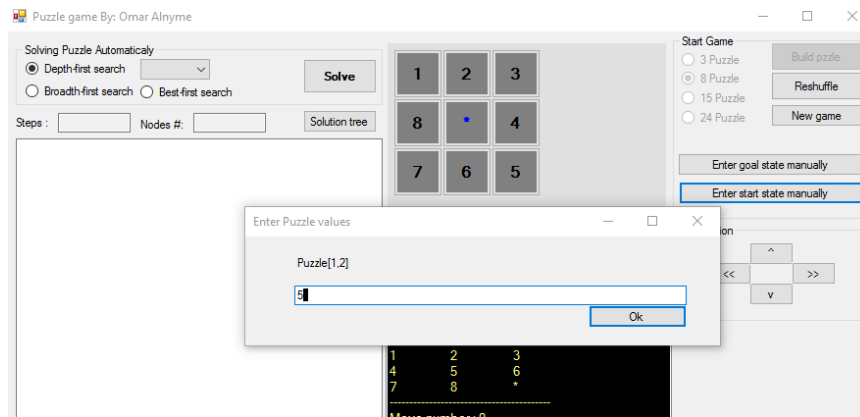 Puzzle game By: Omar Alnyme
Solving Puzzle Automaticaly
Depth-first search
Solve
Broadth-first search Best-first search
Steps : Nodes #: Solution tree
1 2 3
8 * 4
7 6 5
Start Game
3 Puzzle Build pzzle
8 Puzzle
Reshuffle
15 Puzzle
24 Puzzle New game
Enter goal state manually
Enter start state manually
Enter Puzzle values
Puzzle[1,2]
5
Ok
ion
^
<< >>
v
1 2 3
4 5 6
7 8 *
----------------------------------------